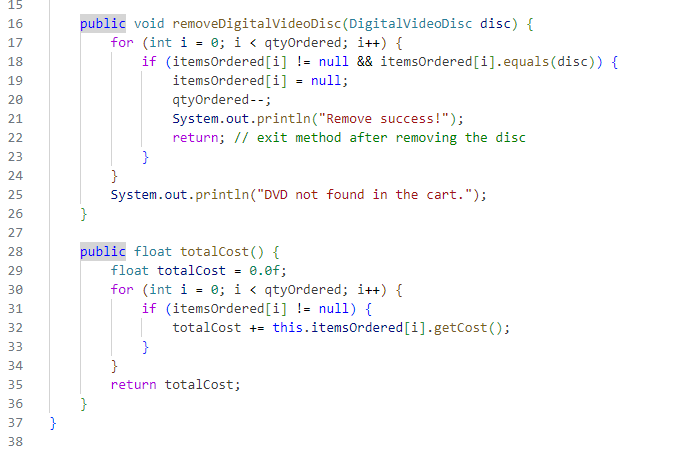 15
16 public void removeDigitalVideoDisc(DigitalVideoDisc disc) {
17 for (int i = 0; i < qtyOrdered; i++) {
18 if (itemsOrdered[i] != null && itemsOrdered[i].equals(disc)) {
19 itemsOrdered[i] = null;
20 qtyOrdered--;
21 System.out.println("Remove success!");
22 return; // exit method after removing the disc
23 }
24 }
25 System.out.println("DVD not found in the cart.");
26 }
27
28 public float totalCost() {
29 float totalCost = 0.0f;
30 for (int i = 0; i < qtyOrdered; i++) {
31 if (itemsOrdered[i] != null) {
32 totalCost += this.itemsOrdered[i].getCost();
33 }
34 }
35 return totalCost;
36 }
37 }
38